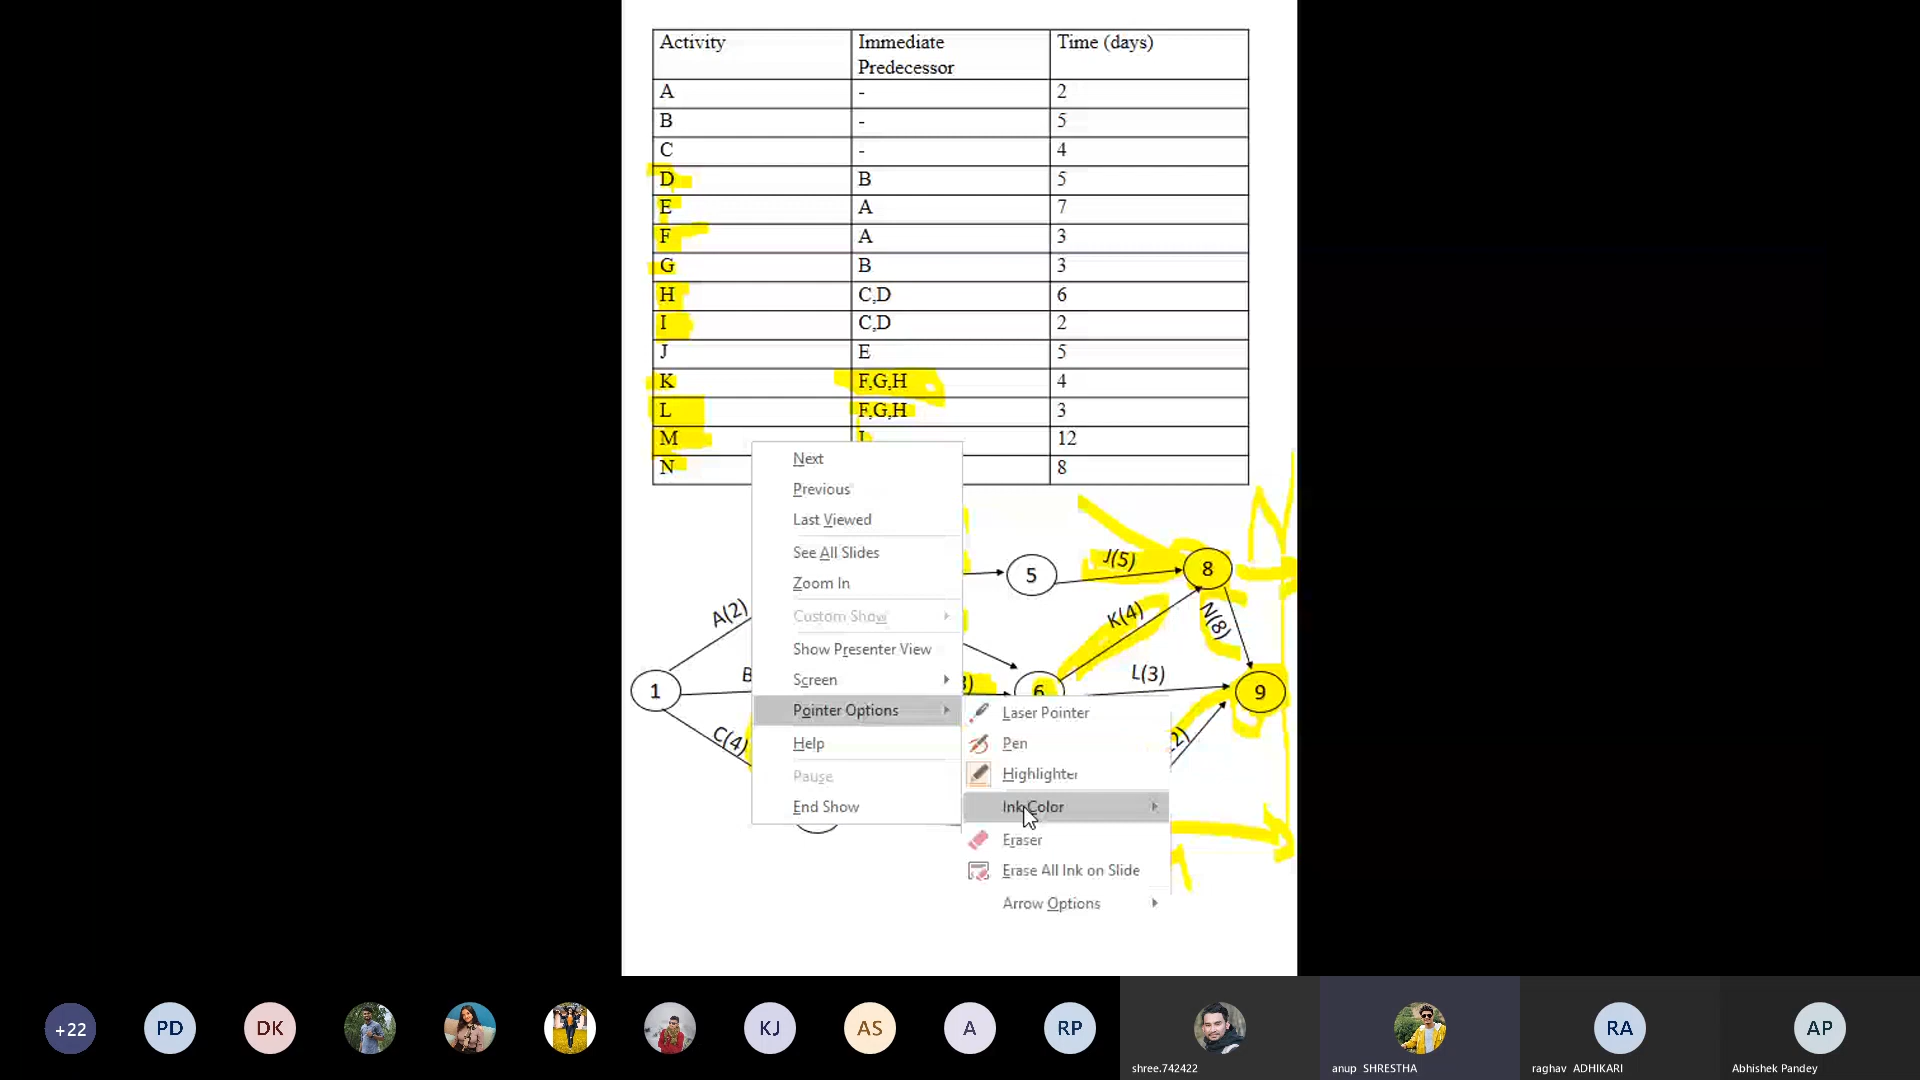 Activity Immediate Predecessor Time (days)
A - 2
B - 5
C - 4
D B 5
E A 7
F A 3
G B 3
H C,D 6
I C,D 2
J E 5
K F,G,H 4
L F,G,H 3
M I 12
N 8
Next
Previous
Last Viewed
See All Slides
Zoom In
Custom Show
Show Presenter View
Screen
Pointer Options
Help
Pause
End Show
Laser Pointer
Pen
Highlighter
Ink Color
Eraser
Erase All Ink on Slide
Arrow Options
5
J(5)
8
A(2)
K(4)
N(8)
1
B
3)
6
L(3)
9
C(4)
2)
+22
PD
DK
KJ
AS
A
RP
shree.742422
anup SHRESTHA
RA
raghav ADHIKARI
AP
Abhishek Pandey